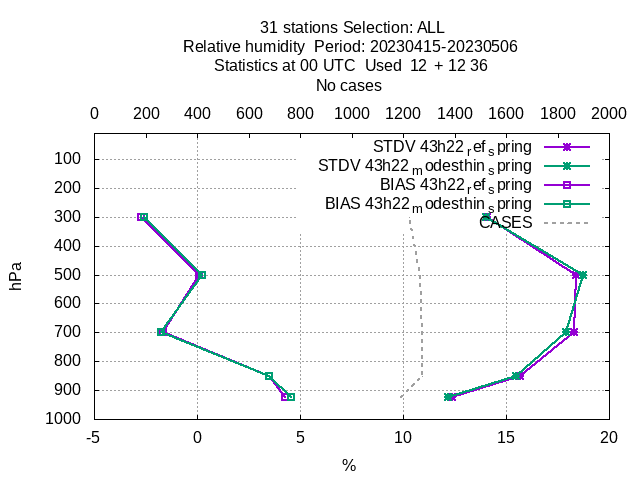 31 stations Selection: ALL
Relative humidity  Period: 20230415-20230506
Statistics at 00 UTC  Used  12  + 12 36
No cases
0 200 400 600 800 1000 1200 1400 1600 1800 2000
STDV 43h22_ref_spring
100
STDV 43h22_modesthin_spring
200
BIAS 43h22_ref_spring
BIAS 43h22_modesthin_spring
300
CASES
400
hPa
500
600
700
800
900
1000
-5 0 5 10 15 20
%